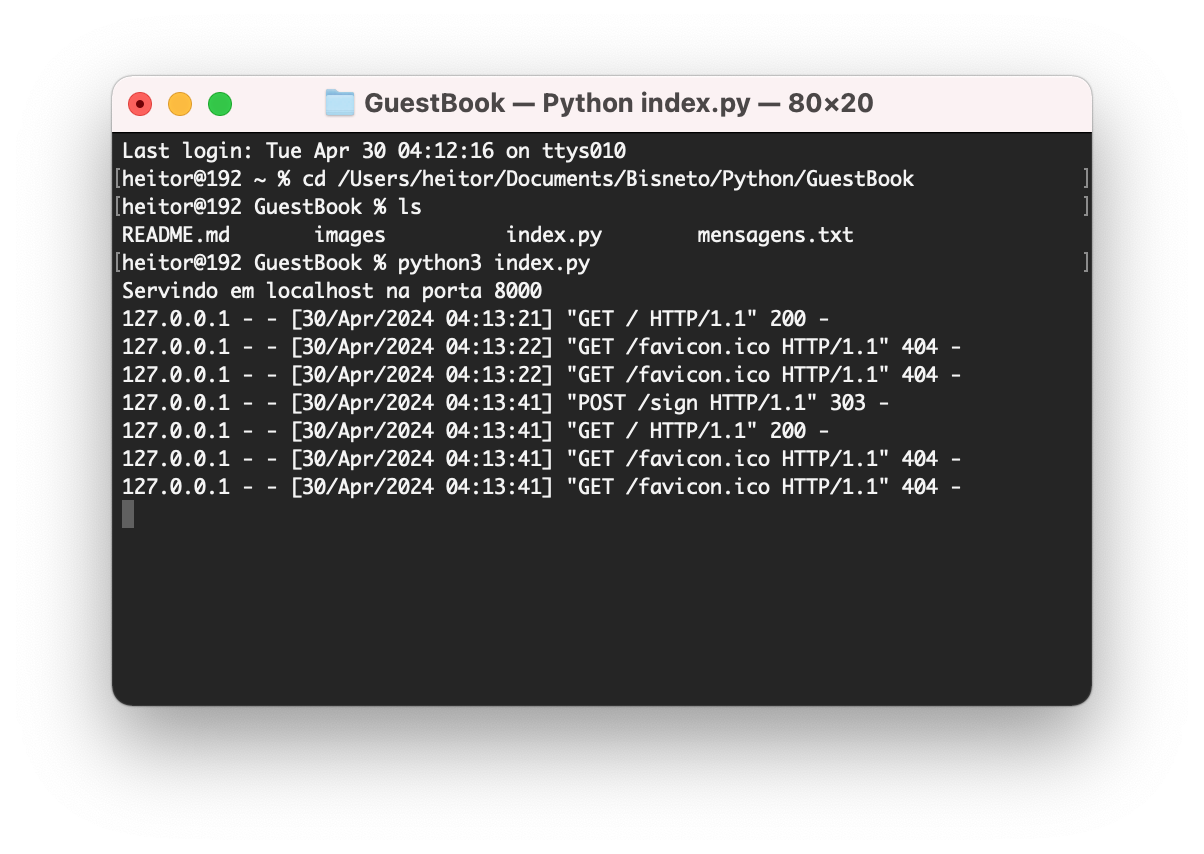 GuestBook — Python index.py — 80×20
Last login: Tue Apr 30 04:12:16 on ttys010
[heitor@192 ~ % cd /Users/heitor/Documents/Bisneto/Python/GuestBook ]
[heitor@192 GuestBook % ls ]
README.md images index.py mensagens.txt
[heitor@192 GuestBook % python3 index.py ]
Servindo em localhost na porta 8000
127.0.0.1 - - [30/Apr/2024 04:13:21] "GET / HTTP/1.1" 200 -
127.0.0.1 - - [30/Apr/2024 04:13:22] "GET /favicon.ico HTTP/1.1" 404 -
127.0.0.1 - - [30/Apr/2024 04:13:22] "GET /favicon.ico HTTP/1.1" 404 -
127.0.0.1 - - [30/Apr/2024 04:13:41] "POST /sign HTTP/1.1" 303 -
127.0.0.1 - - [30/Apr/2024 04:13:41] "GET / HTTP/1.1" 200 -
127.0.0.1 - - [30/Apr/2024 04:13:41] "GET /favicon.ico HTTP/1.1" 404 -
127.0.0.1 - - [30/Apr/2024 04:13:41] "GET /favicon.ico HTTP/1.1" 404 -